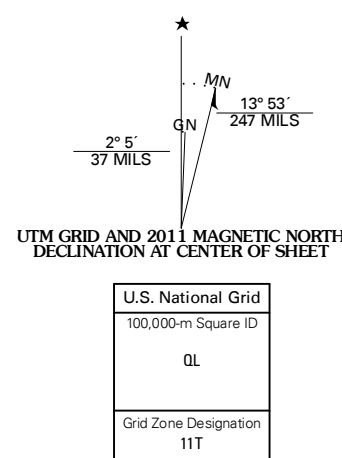 ★
MN
GN
13° 53´
247 MILS
2° 5´
37 MILS
UTM GRID AND 2011 MAGNETIC NORTH
DECLINATION AT CENTER OF SHEET
U.S. National Grid
100,000-m Square ID
QL
Grid Zone Designation
11T